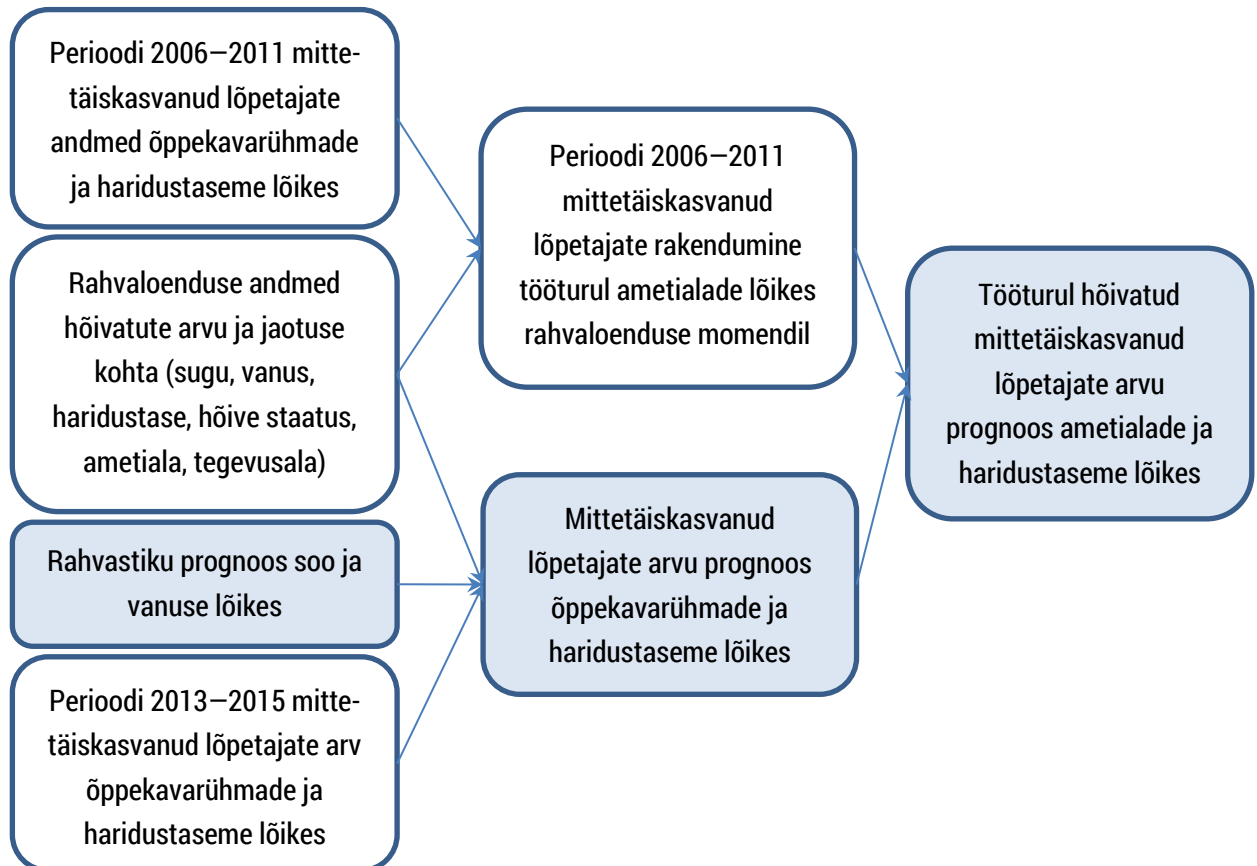 Perioodi 2006—2011 mitte-
täiskasvanud lõpetajate
andmed õppekavarühmade
ja haridustaseme lõikes
Rahvaloenduse andmed
hõivatute arvu ja jaotuse
kohta (sugu, vanus,
haridustase, hõive staatus,
ametiala, tegevusala)
Rahvastiku prognoos soo ja
vanuse lõikes
Perioodi 2013—2015 mitte-
täiskasvanud lõpetajate arv
õppekavarühmade ja
haridustaseme lõikes
Perioodi 2006—2011
mittetäiskasvanud
lõpetajate rakendumine
tööturul ametialade lõikes
rahvaloenduse momendil
Mittetäiskasvanud
lõpetajate arvu prognoos
õppekavarühmade ja
haridustaseme lõikes
Tööturul hõivatud
mittetäiskasvanud
lõpetajate arvu
prognoos ametialade ja
haridustaseme lõikes